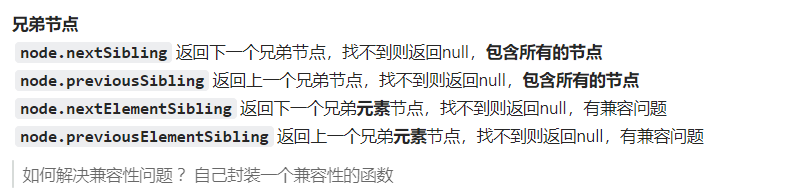 兄弟节点
node.nextSibling 返回下一个兄弟节点，找不到则返回null，包含所有的节点
node.previousSibling 返回上一个兄弟节点，找不到则返回null，包含所有的节点
node.nextElementSibling 返回下一个兄弟元素节点，找不到则返回null，有兼容问题
node.previousElementSibling 返回上一个兄弟元素节点，找不到则返回null，有兼容问题
如何解决兼容性问题？ 自己封装一个兼容性的函数